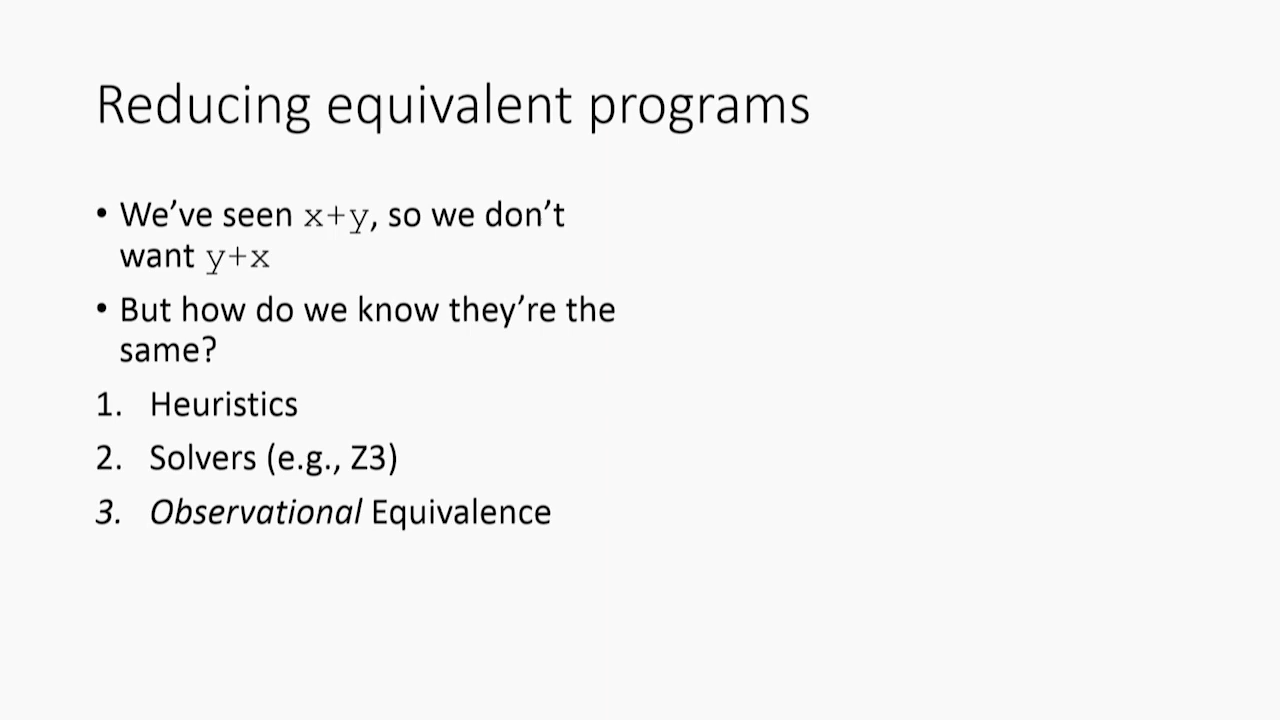 Reducing equivalent programs
• We’ve seen x+y, so we don’t
want y+x
• But how do we know they’re the
same?
1. Heuristics
2. Solvers (e.g., Z3)
3. Observational Equivalence